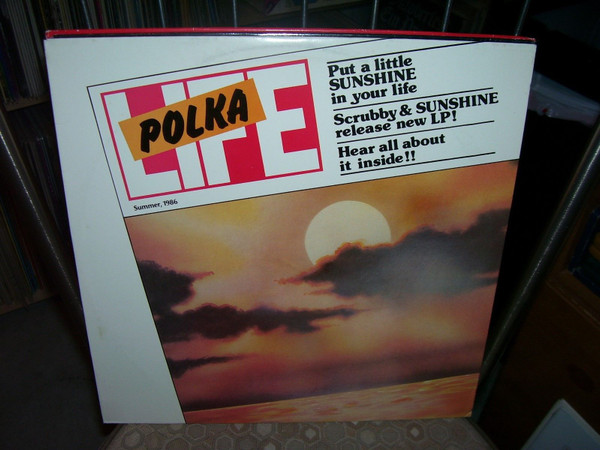 LIFE
POLKA
Put a little
SUNSHINE
in your life
Scrubby & SUNSHINE
release new LP!
Hear all about
it inside!!
Summer, 1986